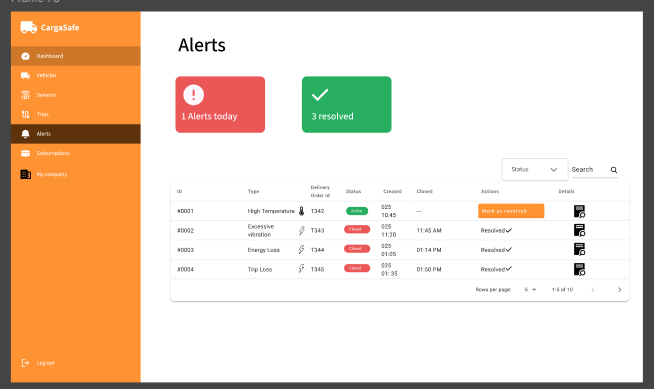 Frame 78
CargaSafe
Dashboard
Vehicles
Sensors
Trips
Alerts
Subscriptions
My company
Log out
Alerts
1 Alerts today
3 resolved
Status
Search
ID Type Delivery Order Id Status Created Closed Actions Details
#0001 High Temperature T342 Active 025 10:45 — Mark as resolved
#0002 Excessive vibration T343 Closed 025 11:20 11:45 AM Resolved
#0003 Energy Loss T344 Closed 025 01:05 01:14 PM Resolved
#0004 Trip Loss T345 Closed 025 01: 35 01:50 PM Resolved
Rows per page: 5 1-5 of 10